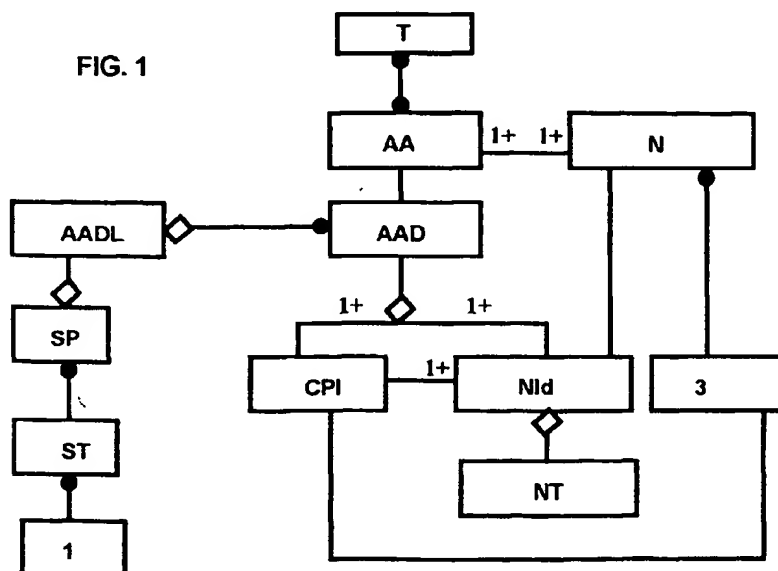 T
FIG. 1
AA
1+ 1+
N
AADL
AAD
1+ 1+
SP
CPI
1+
NId
3
ST
NT
1